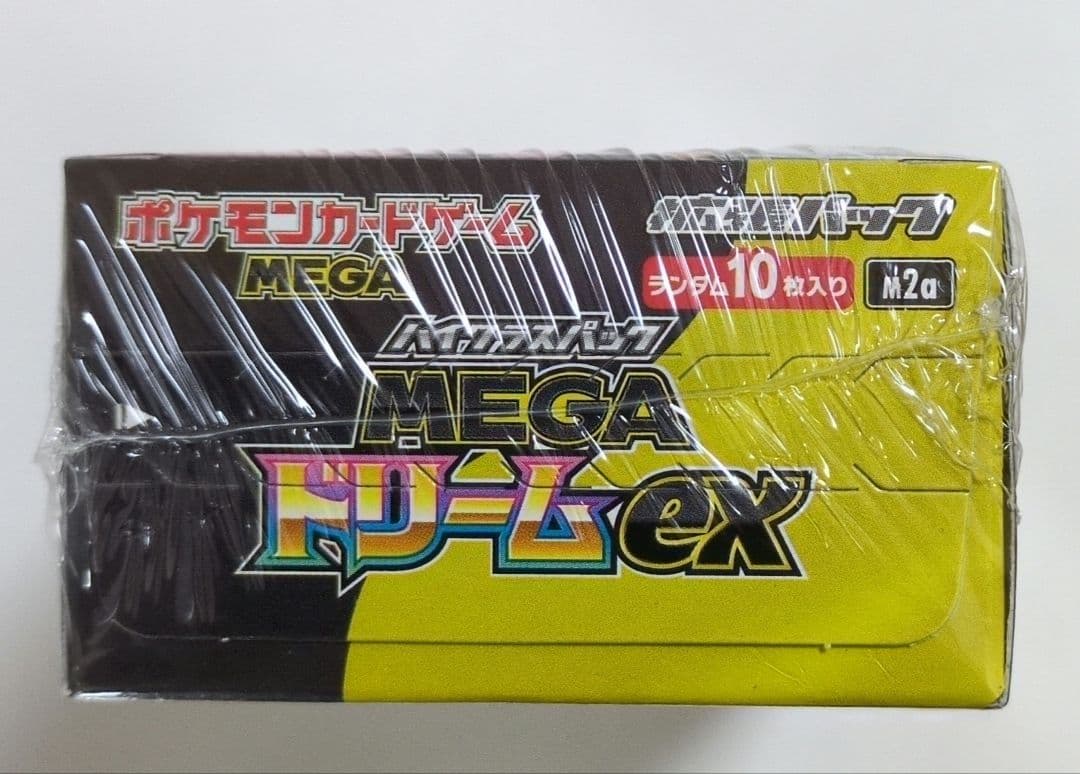 ポケモンカードゲーム
MEGA
拡張パック
ランダム10枚入り
M2a
ハイクラスパック
MEGA
ドリームex